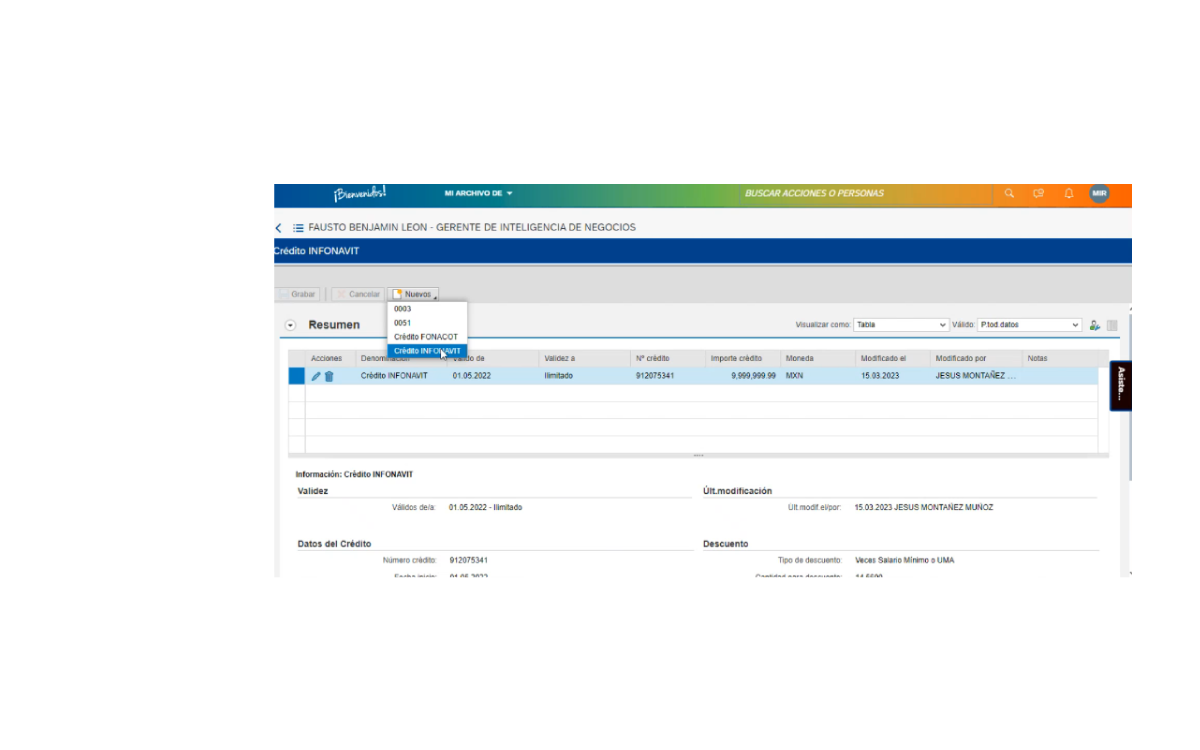 ¡Bienvenidos! MI ARCHIVO DE BUSCAR ACCIONES O PERSONAS MIR
FAUSTO BENJAMIN LEON - GERENTE DE INTELIGENCIA DE NEGOCIOS
Crédito INFONAVIT
Grabar Cancelar Nuevos
0003
0051
Crédito FONACOT
Crédito INFONAVIT
Resumen Visualizar como: Tabla Válido: P.tod.datos
Acciones Denominación Válido de Validez a Nº crédito Importe crédito Moneda Modificado el Modificado por Notas
Crédito INFONAVIT 01.05.2022 Ilimitado 912075341 9,999,999.99 MXN 15.03.2023 JESUS MONTAÑEZ ...
Asiste...
Información: Crédito INFONAVIT
Validez Últ.modificación
Válidos de/a: 01.05.2022 - Ilimitado Últ.modif.el/por: 15.03.2023 JESUS MONTAÑEZ MUÑOZ
Datos del Crédito Descuento
Número crédito: 912075341 Tipo de descuento: Veces Salario Mínimo o UMA
Fecha inicio: 01.05.2022 Cantidad para descuento: